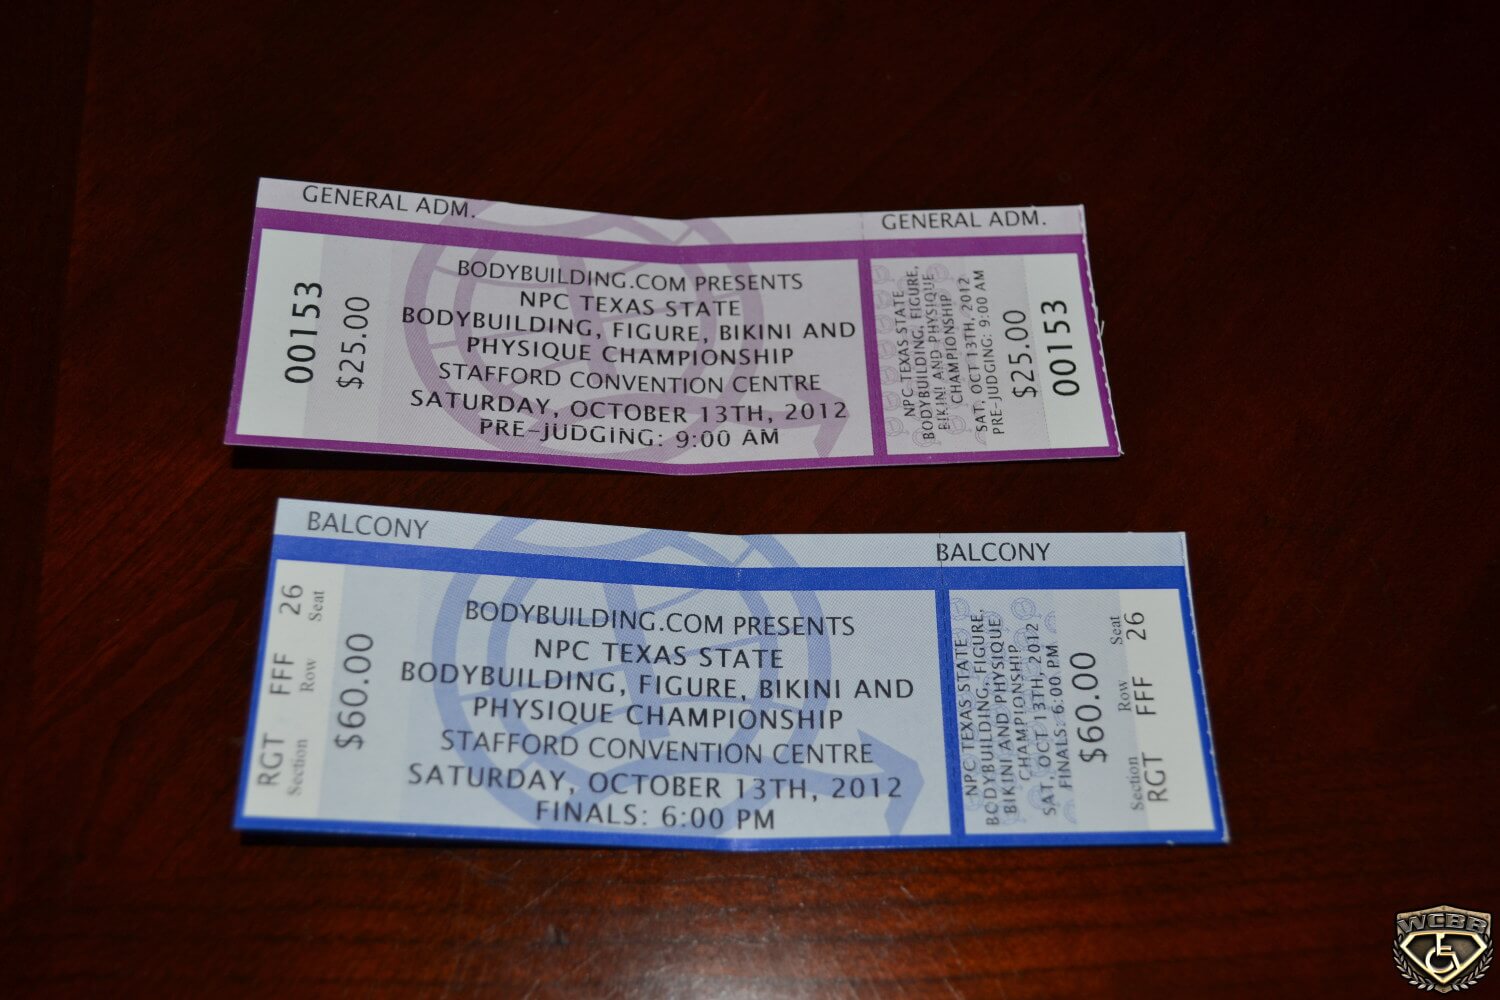 GENERAL ADM.
GENERAL ADM.
00153
$25.00
BODYBUILDING.COM PRESENTS
NPC TEXAS STATE
BODYBUILDING, FIGURE, BIKINI AND
PHYSIQUE CHAMPIONSHIP
STAFFORD CONVENTION CENTRE
SATURDAY, OCTOBER 13TH, 2012
PRE-JUDGING: 9:00 AM
NPC TEXAS STATE
BODYBUILDING, FIGURE,
BIKINI AND PHYSIQUE
CHAMPIONSHIP
SAT, OCT 13TH, 2012
PRE-JUDGING: 9:00 AM
$25.00
00153
BALCONY
BALCONY
RGT FFF 26
Section Row Seat
$60.00
BODYBUILDING.COM PRESENTS
NPC TEXAS STATE
BODYBUILDING, FIGURE, BIKINI AND
PHYSIQUE CHAMPIONSHIP
STAFFORD CONVENTION CENTRE
SATURDAY, OCTOBER 13TH, 2012
FINALS: 6:00 PM
NPC TEXAS STATE
BODYBUILDING, FIGURE,
BIKINI AND PHYSIQUE
CHAMPIONSHIP
SAT, OCT 13TH, 2012
FINALS: 6:00 PM
$60.00
Section Row Seat
RGT FFF 26
WCBB